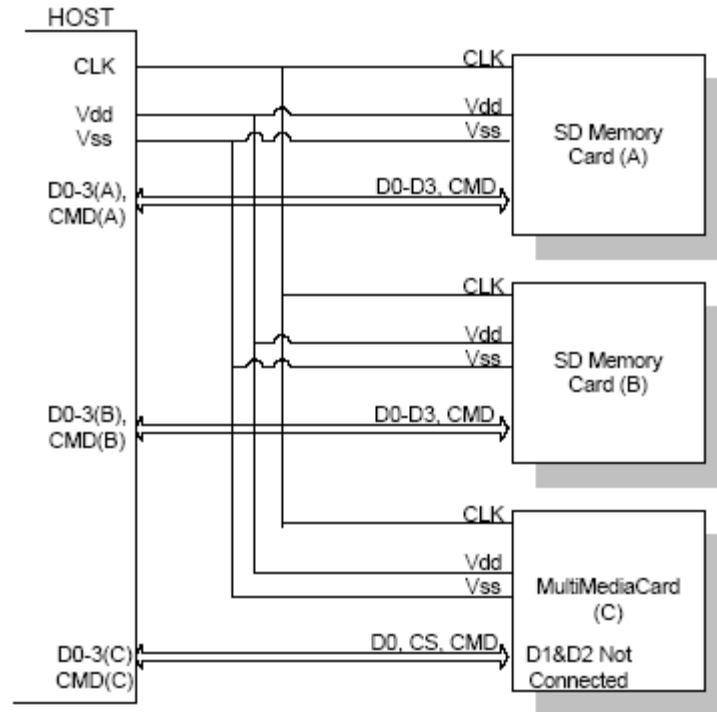 HOST
CLK
CLK
Vdd
Vdd
Vss
Vss
SD Memory
Card (A)
D0-3(A),
CMD(A)
D0-D3, CMD
CLK
Vdd
Vss
SD Memory
Card (B)
D0-3(B),
CMD(B)
D0-D3, CMD
CLK
Vdd
Vss
MultiMediaCard
(C)
D0-3(C)
CMD(C)
D0, CS, CMD
D1&D2 Not
Connected